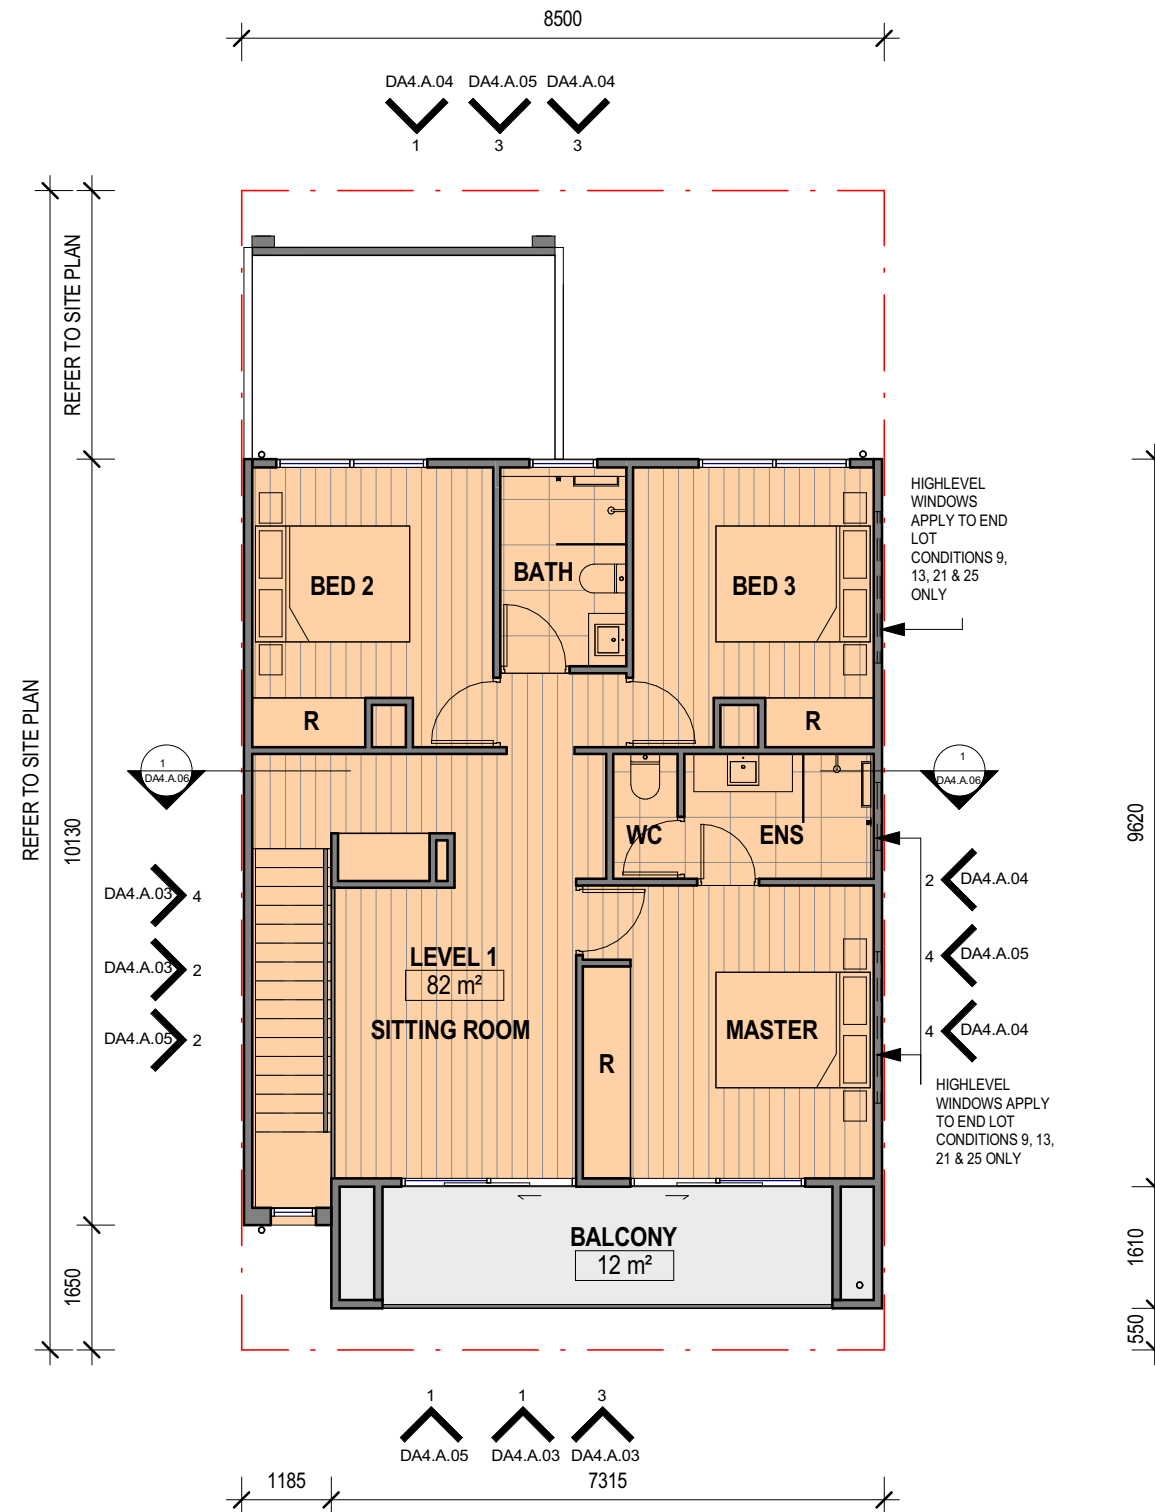 8500
DA4.A.04 DA4.A.05 DA4.A.04
1 3 3
REFER TO SITE PLAN
REFER TO SITE PLAN
10130
1650
HIGHLEVEL
WINDOWS
APPLY TO END
LOT
CONDITIONS 9,
13, 21 & 25
ONLY
BED 2
BATH
BED 3
R
R
1
DA4.A.06
1
DA4.A.06
WC
ENS
9620
DA4.A.03 4
DA4.A.03 2
DA4.A.05 2
2 DA4.A.04
4 DA4.A.05
4 DA4.A.04
LEVEL 1
82 m²
SITTING ROOM
MASTER
R
HIGHLEVEL
WINDOWS APPLY
TO END LOT
CONDITIONS 9, 13,
21 & 25 ONLY
BALCONY
12 m²
1610
550
1 1 3
DA4.A.05 DA4.A.03 DA4.A.03
1185 7315